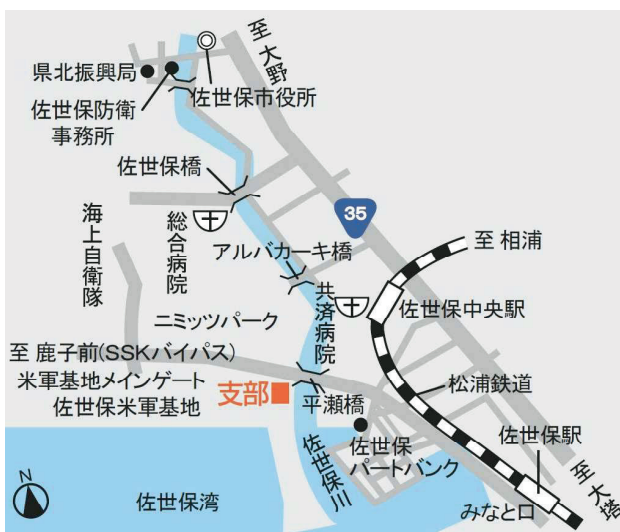 至大野
県北振興局
佐世保市役所
佐世保防衛
事務所
佐世保橋
海上自衛隊
総合病院
35
アルバカーキ橋
至 相浦
共済病院
佐世保中央駅
ニミッツパーク
至 鹿子前(SSKバイパス)
米軍基地メインゲート
佐世保米軍基地
支部
平瀬橋
松浦鉄道
佐世保駅
佐世保
パートバンク
佐世保川
至大塔
みなと口
佐世保湾
N